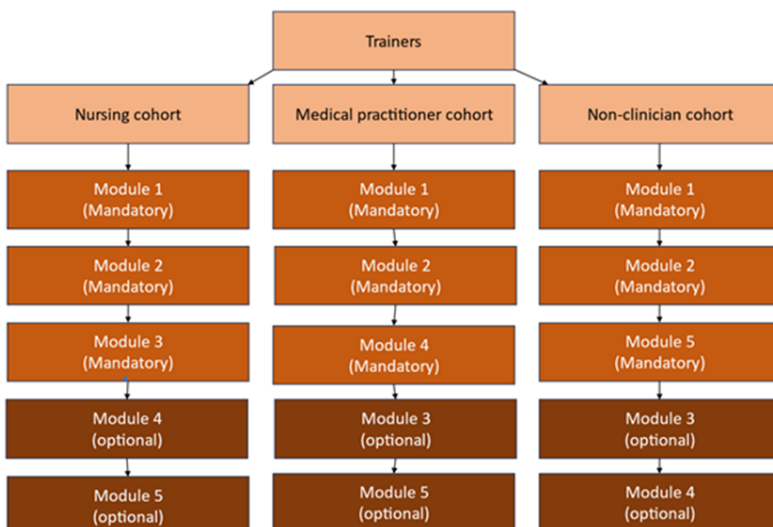 Trainers
Nursing cohort
Medical practitioner cohort
Non-clinician cohort
Module 1
(Mandatory)
Module 1
(Mandatory)
Module 1
(Mandatory)
Module 2
(Mandatory)
Module 2
(Mandatory)
Module 2
(Mandatory)
Module 3
(Mandatory)
Module 4
(Mandatory)
Module 5
(Mandatory)
Module 4
(optional)
Module 3
(optional)
Module 3
(optional)
Module 5
(optional)
Module 5
(optional)
Module 4
(optional)